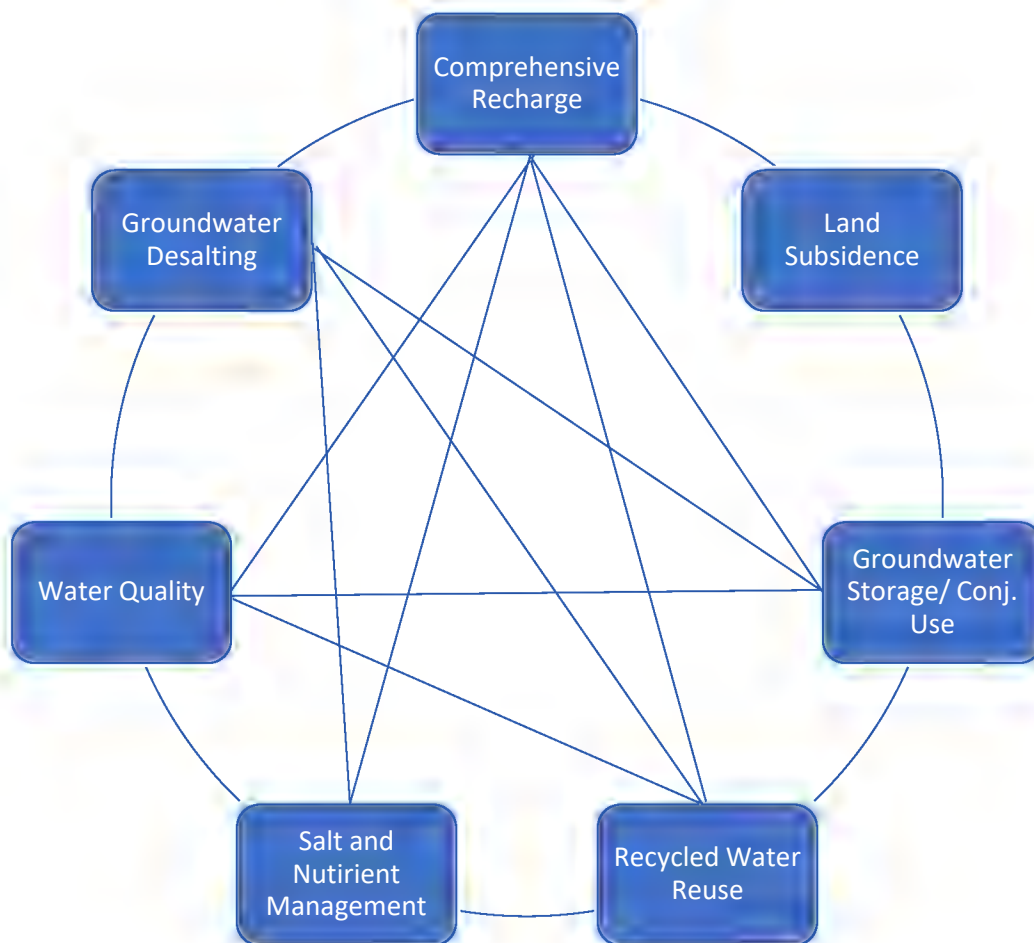 Comprehensive
Recharge
Groundwater
Desalting
Land
Subsidence
Water Quality
Groundwater
Storage/ Conj.
Use
Salt and
Nutirient
Management
Recycled Water
Reuse